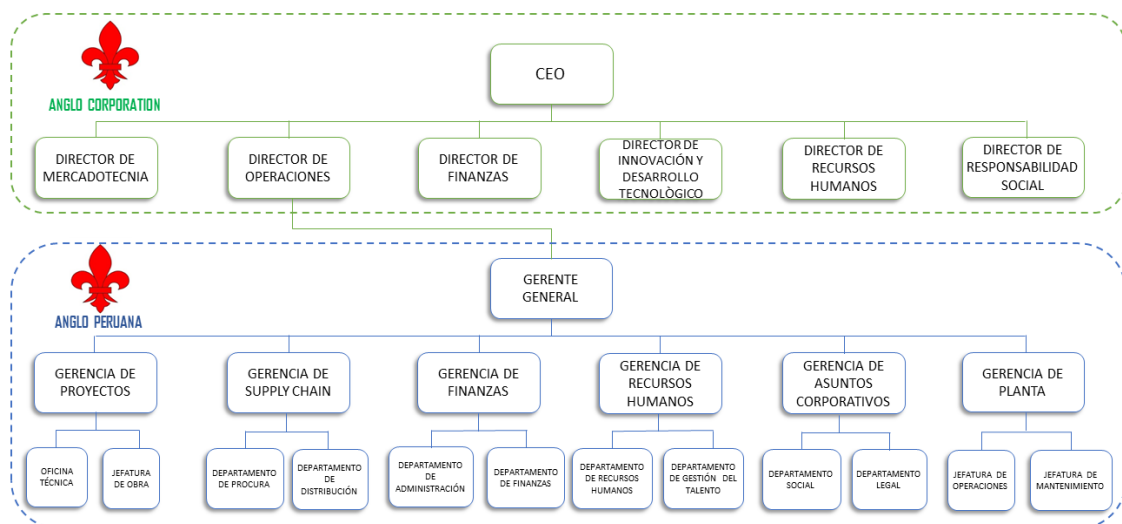 CEO
ANGLO CORPORATION
DIRECTOR DE
MERCADOTECNIA
DIRECTOR DE
OPERACIONES
DIRECTOR DE
FINANZAS
DIRECTOR DE
INNOVACIÓN Y
DESARROLLO
TECNOLÒGICO
DIRECTOR DE
RECURSOS
HUMANOS
DIRECTOR DE
RESPONSABILIDAD
SOCIAL
GERENTE
GENERAL
ANGLO PERUANA
GERENCIA DE
PROYECTOS
GERENCIA DE
SUPPLY CHAIN
GERENCIA DE
FINANZAS
GERENCIA DE
RECURSOS
HUMANOS
GERENCIA DE
ASUNTOS
CORPORATIVOS
GERENCIA DE
PLANTA
OFICINA
TÉCNICA
JEFATURA
DE OBRA
DEPARTAMENTO
DE PROCURA
DEPARTAMENTO
DE
DISTRIBUCIÓN
DEPARTAMENTO
DE
ADMINISTRACIÓN
DEPARTAMENTO
DE FINANZAS
DEPARTAMENTO
DE RECURSOS
HUMANOS
DEPARTAMENTO
DE GESTIÓN DEL
TALENTO
DEPARTAMENTO
SOCIAL
DEPARTAMENTO
LEGAL
JEFATURA DE
OPERACIONES
JEFATURA DE
MANTENIMIENTO